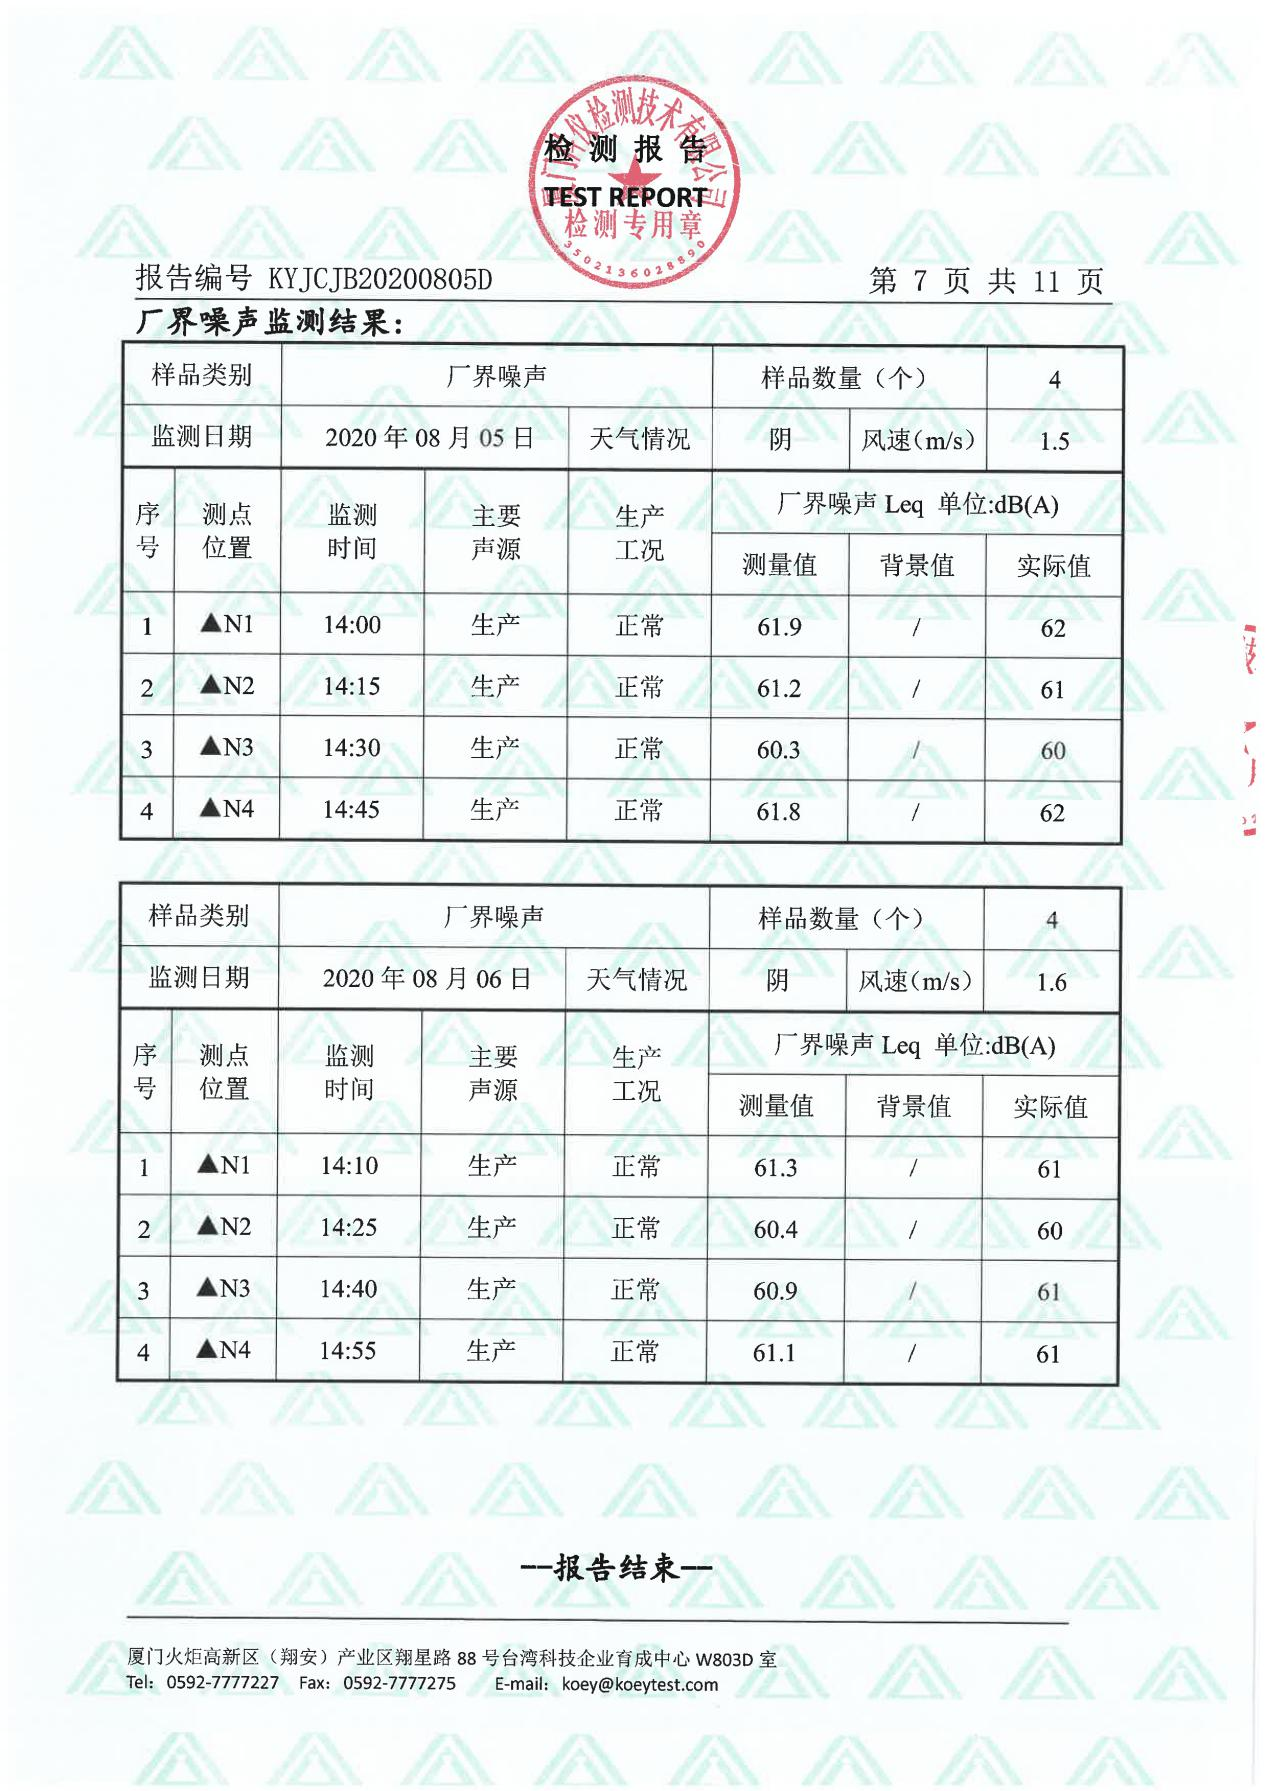 检测报告
TEST REPORT
厦门科仪检测技术有限公司
检测专用章
3502136028890
报告编号 KYJCJB20200805D 第 7 页 共 11 页
厂界噪声监测结果：
样品类别 厂界噪声 样品数量（个） 4
监测日期 2020 年 08 月 05 日 天气情况 阴 风速（m/s） 1.5
序号 测点位置 监测时间 主要声源 生产工况 厂界噪声 Leq 单位:dB(A)
测量值 背景值 实际值
1 ▲N1 14:00 生产 正常 61.9 / 62
2 ▲N2 14:15 生产 正常 61.2 / 61
3 ▲N3 14:30 生产 正常 60.3 / 60
4 ▲N4 14:45 生产 正常 61.8 / 62
样品类别 厂界噪声 样品数量（个） 4
监测日期 2020 年 08 月 06 日 天气情况 阴 风速（m/s） 1.6
序号 测点位置 监测时间 主要声源 生产工况 厂界噪声 Leq 单位:dB(A)
测量值 背景值 实际值
1 ▲N1 14:10 生产 正常 61.3 / 61
2 ▲N2 14:25 生产 正常 60.4 / 60
3 ▲N3 14:40 生产 正常 60.9 / 61
4 ▲N4 14:55 生产 正常 61.1 / 61
—报告结束—
厦门火炬高新区（翔安）产业区翔星路 88 号台湾科技企业育成中心 W803D 室
Tel: 0592-7777227 Fax: 0592-7777275 E-mail: koey@koeytest.com